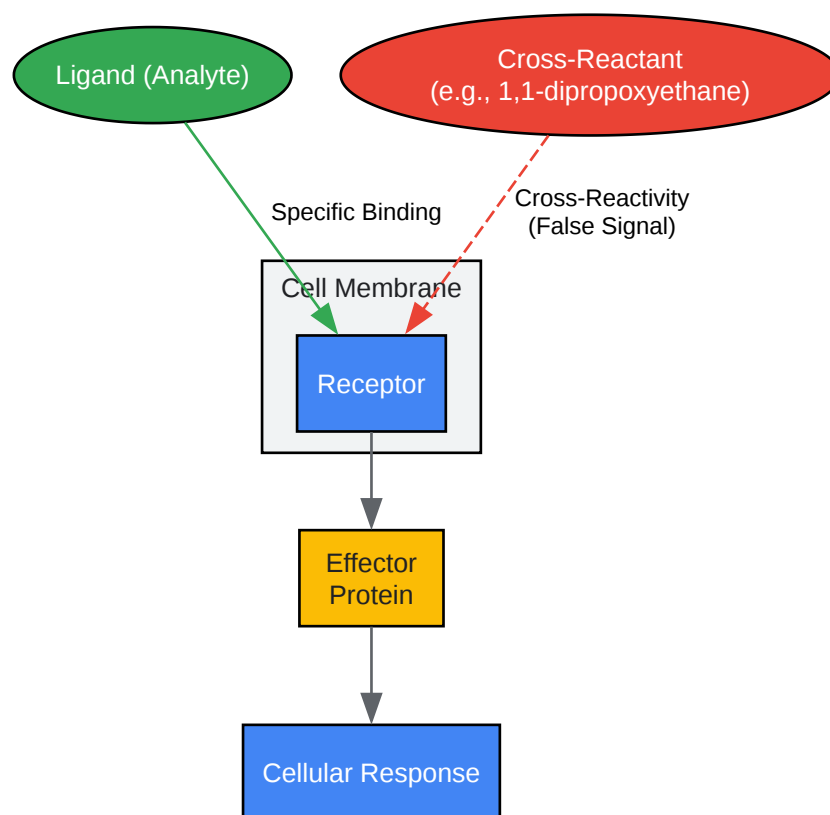 Ligand (Analyte)
Cross-Reactant
(e.g., 1,1-dipropoxyethane)
Specific Binding
Cross-Reactivity
(False Signal)
Cell Membrane
Receptor
Effector
Protein
Cellular Response